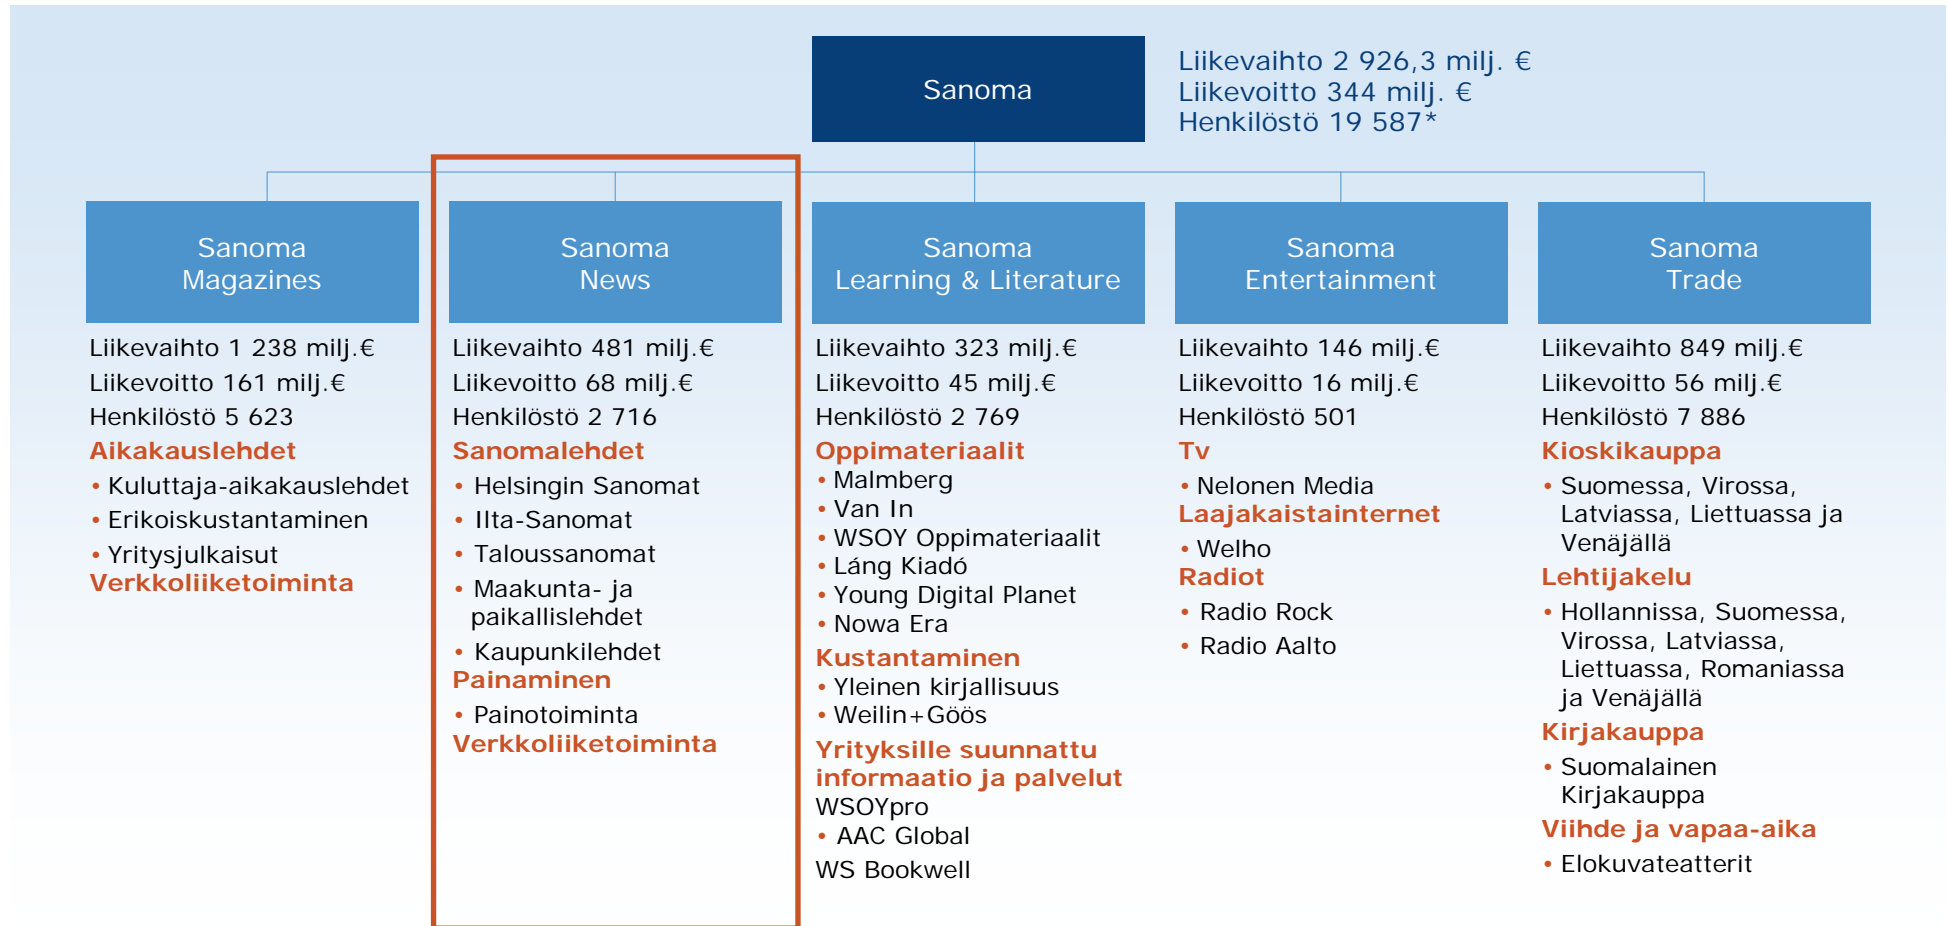 Sanoma
Liikevaihto 2 926,3 milj. €
Liikevoitto 344 milj. €
Henkilöstö 19 587*
Sanoma
Magazines
Liikevaihto 1 238 milj.€
Liikevoitto 161 milj.€
Henkilöstö 5 623
Aikakauslehdet
• Kuluttaja-aikakauslehdet
• Erikoiskustantaminen
• Yritysjulkaisut
Verkkoliiketoiminta
Sanoma
News
Liikevaihto 481 milj.€
Liikevoitto 68 milj.€
Henkilöstö 2 716
Sanomalehdet
• Helsingin Sanomat
• Ilta-Sanomat
• Taloussanomat
• Maakunta- ja
paikallislehdet
• Kaupunkilehdet
Painaminen
• Painotoiminta
Verkkoliiketoiminta
Sanoma
Learning & Literature
Liikevaihto 323 milj.€
Liikevoitto 45 milj.€
Henkilöstö 2 769
Oppimateriaalit
• Malmberg
• Van In
• WSOY Oppimateriaalit
• Láng Kiadó
• Young Digital Planet
• Nowa Era
Kustantaminen
• Yleinen kirjallisuus
• Weilin+Göös
Yrityksille suunnattu
informaatio ja palvelut
WSOYpro
• AAC Global
WS Bookwell
Sanoma
Entertainment
Liikevaihto 146 milj.€
Liikevoitto 16 milj.€
Henkilöstö 501
Tv
• Nelonen Media
Laajakaistainternet
• Welho
Radiot
• Radio Rock
• Radio Aalto
Sanoma
Trade
Liikevaihto 849 milj.€
Liikevoitto 56 milj.€
Henkilöstö 7 886
Kioskikauppa
• Suomessa, Virossa,
Latviassa, Liettuassa ja
Venäjällä
Lehtijakelu
• Hollannissa, Suomessa,
Virossa, Latviassa,
Liettuassa, Romaniassa
ja Venäjällä
Kirjakauppa
• Suomalainen
Kirjakauppa
Viihde ja vapaa-aika
• Elokuvateatterit